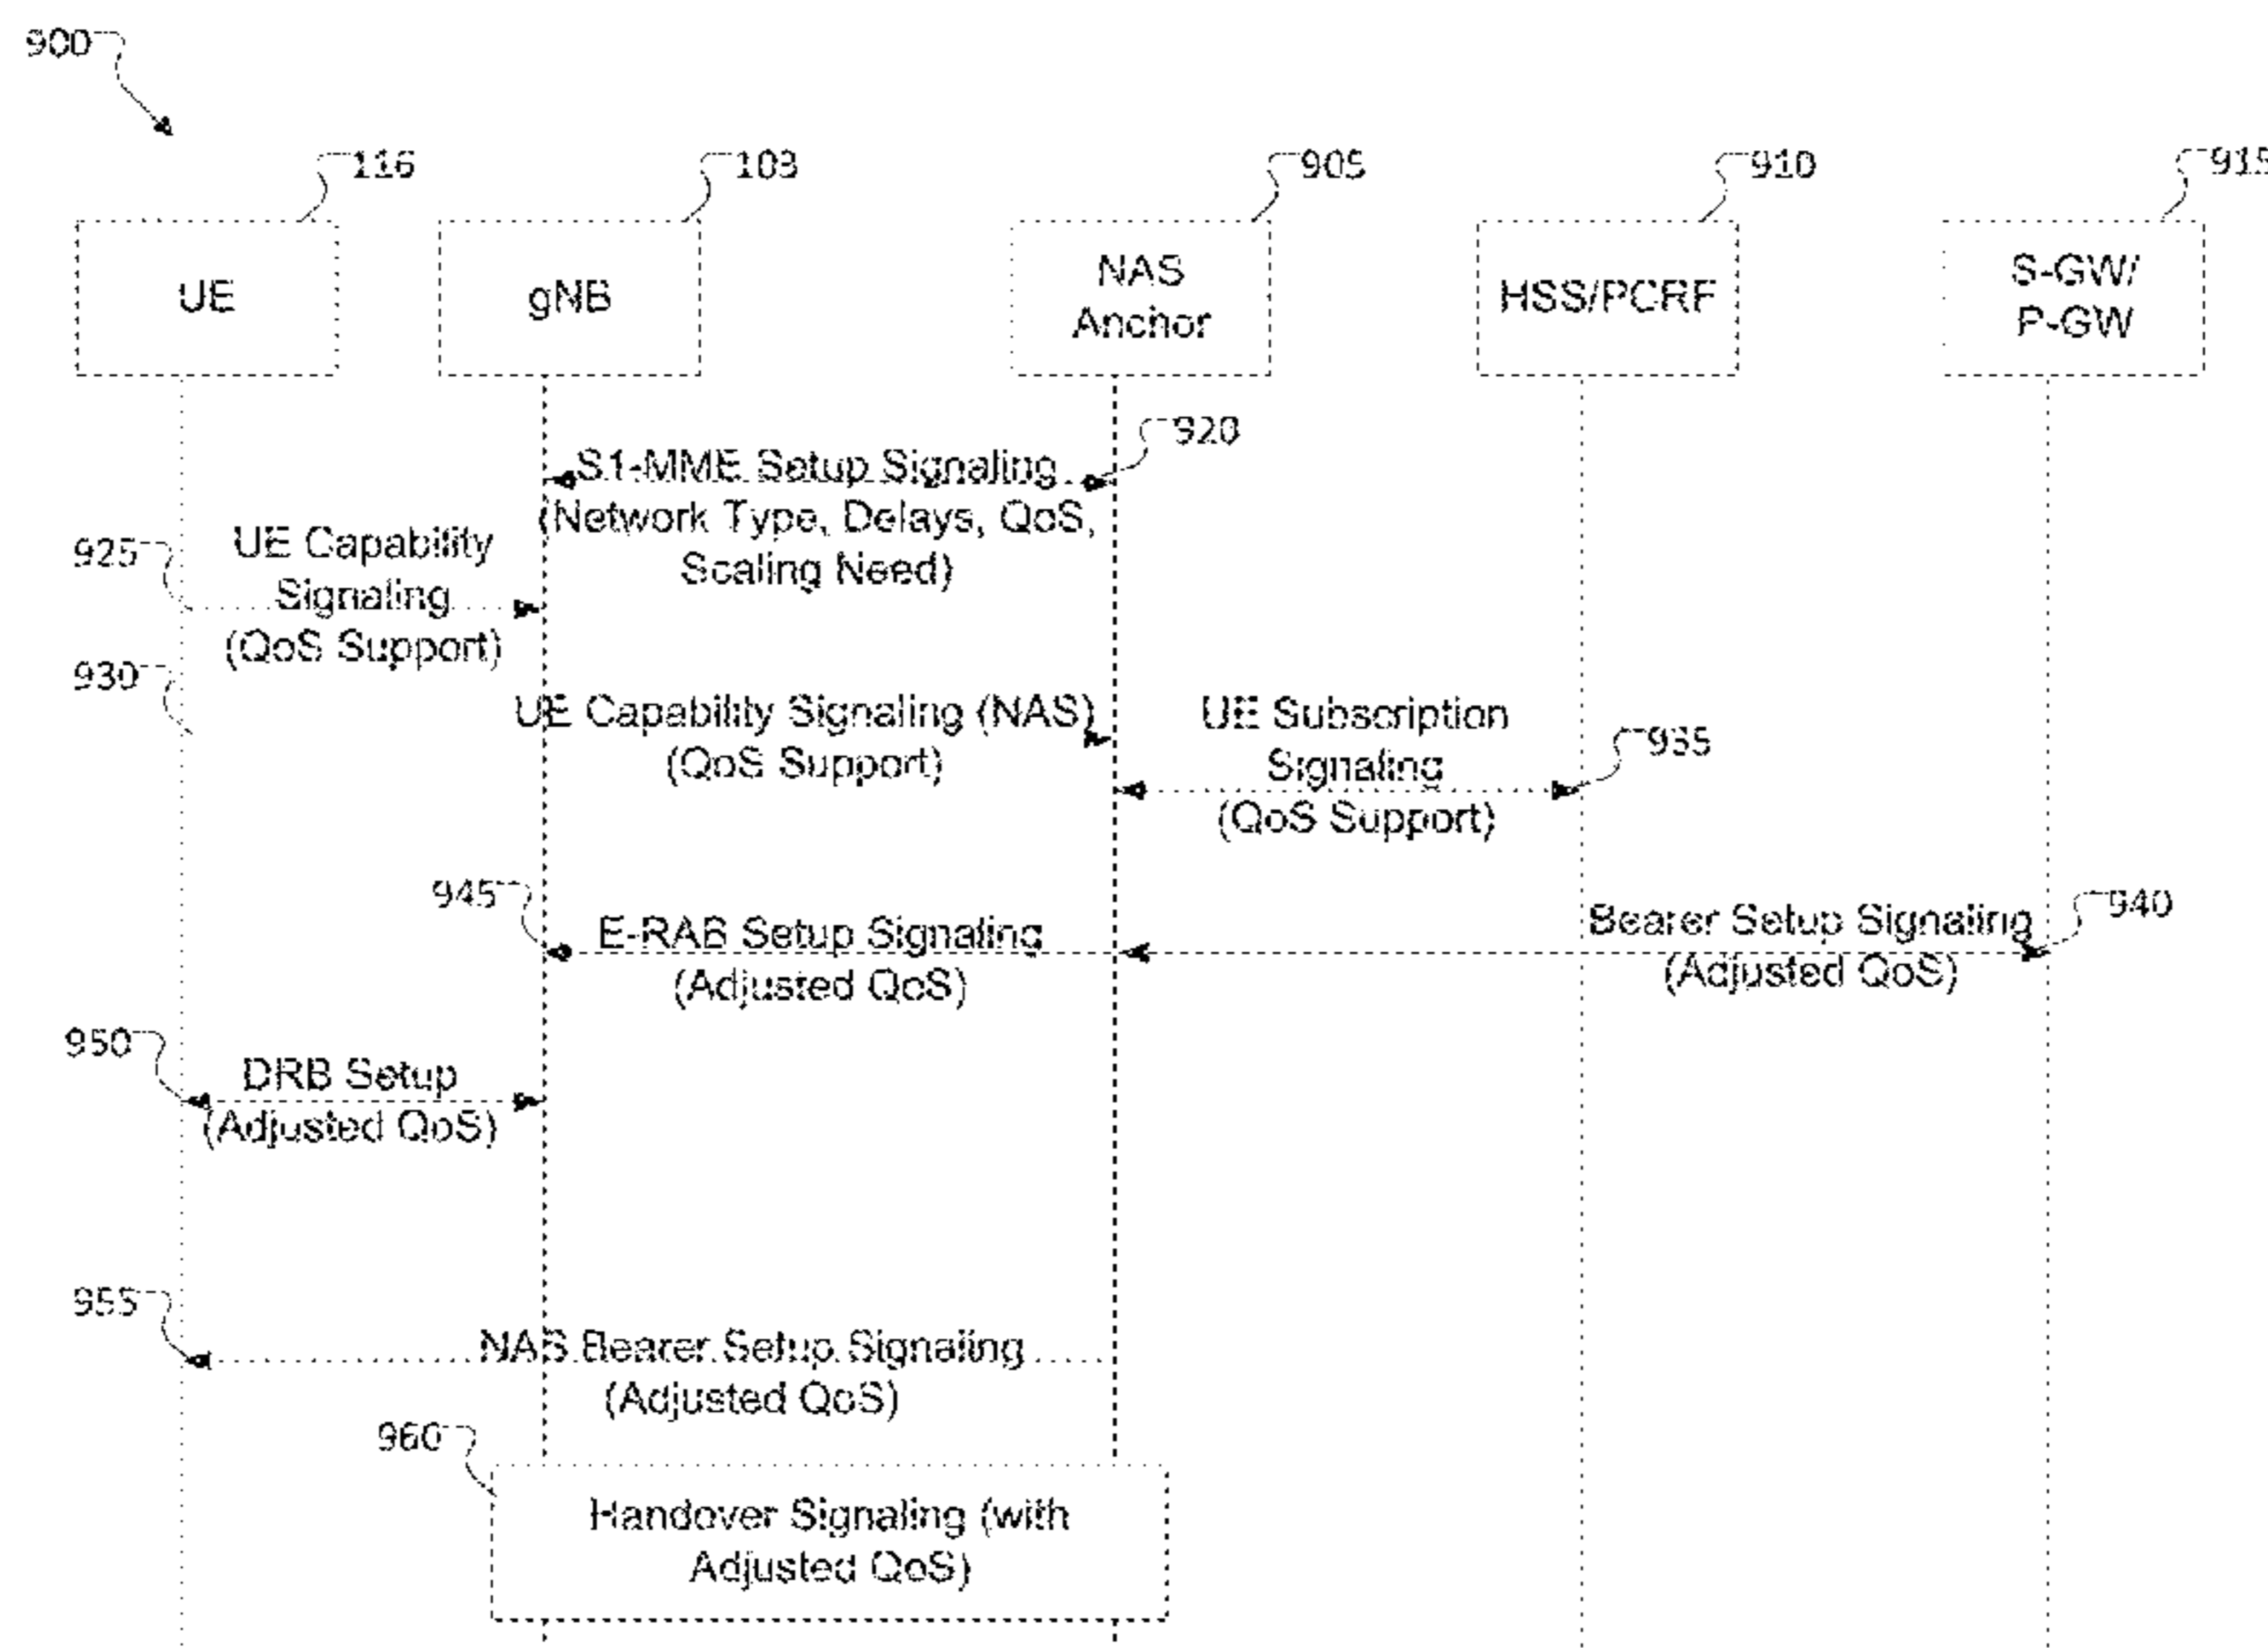 900
116
103
905
910
915
UE
gNB
NAS
Anchor
HSS/PCRF
S-GW/
P-GW
920
S1-MME Setup Signaling
(Network Type, Delays, QoS,
Scaling Need)
925
UE Capability
Signaling
(QoS Support)
930
UE Capability Signaling (NAS)
(QoS Support)
UE Subscription
Signaling
(QoS Support)
935
945
E-RAB Setup Signaling
(Adjusted QoS)
Bearer Setup Signaling
(Adjusted QoS)
940
950
DRB Setup
(Adjusted QoS)
955
NAS Bearer Setup Signaling
(Adjusted QoS)
960
Handover Signaling (with
Adjusted QoS)